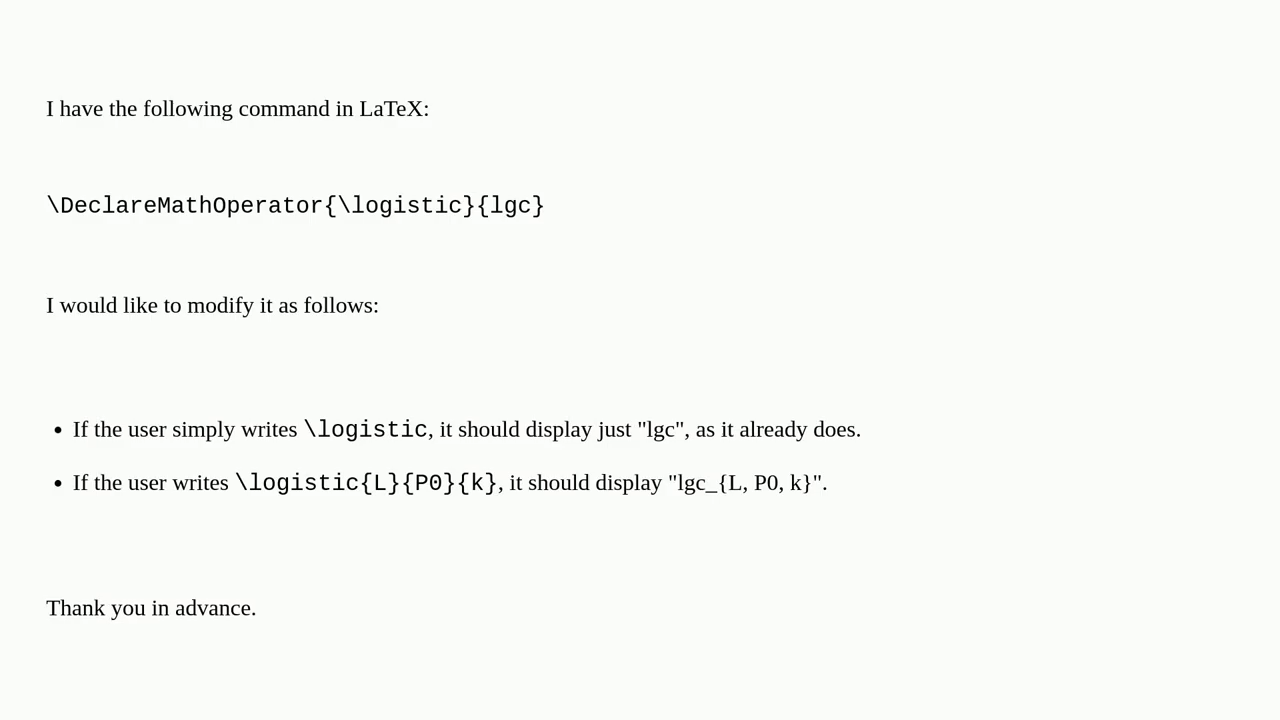 I have the following command in LaTeX:
\DeclareMathOperator{\logistic}{lgc}
I would like to modify it as follows:
• If the user simply writes \logistic, it should display just "lgc", as it already does.
• If the user writes \logistic{L}{P0}{k}, it should display "lgc_{L, P0, k}".
Thank you in advance.